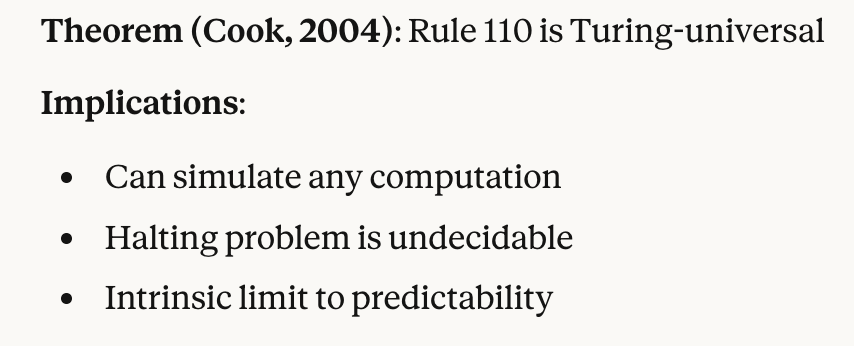 Theorem (Cook, 2004): Rule 110 is Turing-universal
Implications:
• Can simulate any computation
• Halting problem is undecidable
• Intrinsic limit to predictability